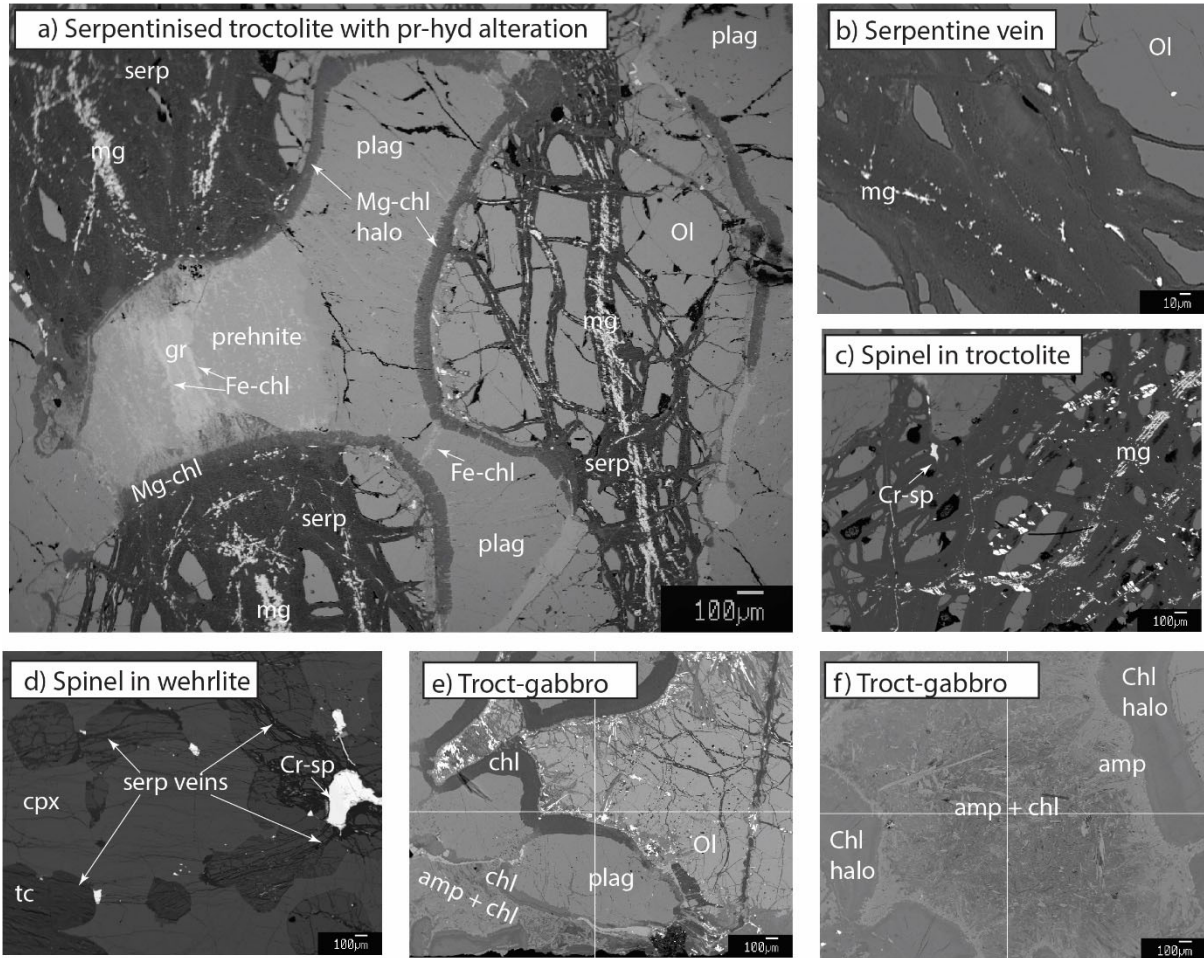 a) Serpentinised troctolite with pr-hyd alteration
serp
mg
plag
plag
Mg-chl
halo
Ol
mg
prehnite
gr
Fe-chl
Mg-chl
Fe-chl
serp
serp
plag
mg
100µm
b) Serpentine vein
Ol
mg
10µm
c) Spinel in troctolite
mg
Cr-sp
100µm
d) Spinel in wehrlite
Cr-sp
serp veins
cpx
tc
100µm
e) Troct-gabbro
chl
Ol
chl
plag
amp + chl
100µm
f) Troct-gabbro
Chl
halo
amp
amp + chl
Chl
halo
100µm